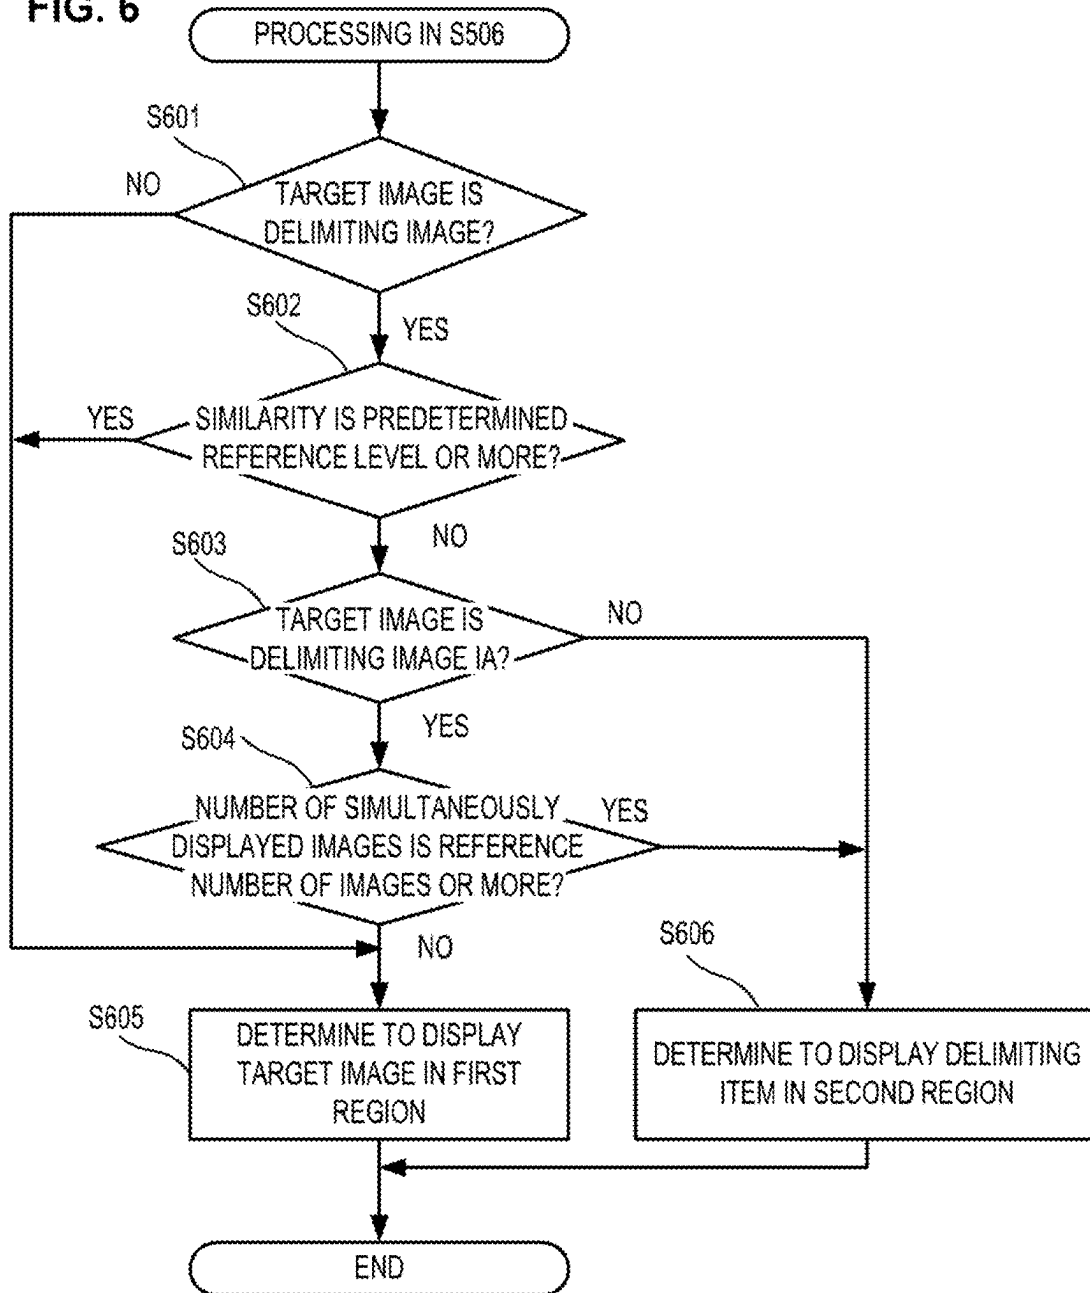 FIG. 6
PROCESSING IN S506
S601
NO
TARGET IMAGE IS
DELIMITING IMAGE?
S602
YES
YES
SIMILARITY IS PREDETERMINED
REFERENCE LEVEL OR MORE?
NO
S603
TARGET IMAGE IS
DELIMITING IMAGE IA?
NO
YES
S604
NUMBER OF SIMULTANEOUSLY
DISPLAYED IMAGES IS REFERENCE
NUMBER OF IMAGES OR MORE?
YES
NO
S605
DETERMINE TO DISPLAY
TARGET IMAGE IN FIRST
REGION
S606
DETERMINE TO DISPLAY DELIMITING
ITEM IN SECOND REGION
END